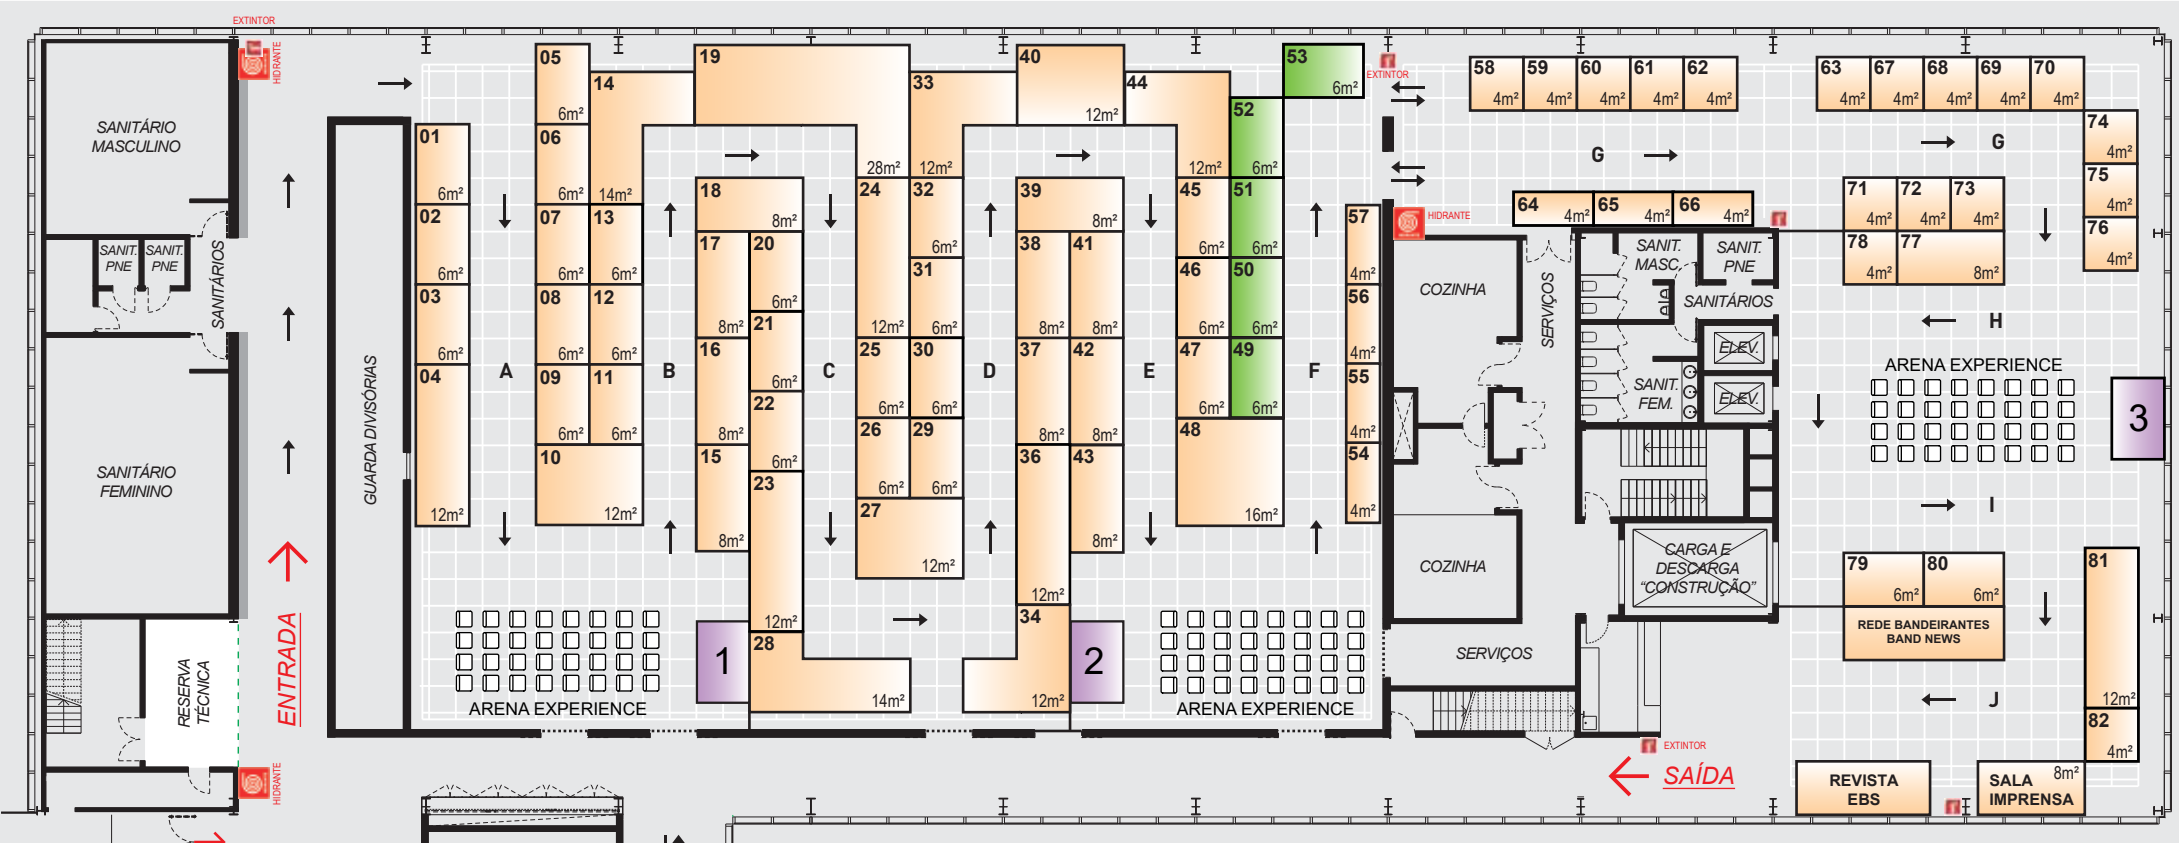 EXTINTOR
HIDRANTE
SANITÁRIO
MASCULINO
SANIT.
PNE
SANIT.
PNE
SANITÁRIOS
SANITÁRIO
FEMININO
RESERVA
TÉCNICA
HIDRANTE
ENTRADA
GUARDA DIVISÓRIAS
01
6m²
02
6m²
03
6m²
04
12m²
A
05
6m²
06
6m²
07
6m²
08
6m²
09
6m²
10
12m²
11
6m²
12
6m²
13
6m²
14
14m²
B
15
8m²
16
8m²
17
8m²
18
8m²
19
28m²
20
6m²
21
6m²
22
6m²
23
12m²
C
24
12m²
25
6m²
26
6m²
27
12m²
28
14m²
29
6m²
30
6m²
31
6m²
32
6m²
33
12m²
D
34
12m²
36
12m²
37
8m²
38
8m²
39
8m²
40
12m²
41
8m²
42
8m²
43
8m²
E
44
12m²
45
6m²
46
6m²
47
6m²
48
16m²
49
6m²
50
6m²
51
6m²
52
6m²
53
6m²
F
54
4m²
55
4m²
56
4m²
57
4m²
ARENA EXPERIENCE
1
2
ARENA EXPERIENCE
EXTINTOR
HIDRANTE
58
4m²
59
4m²
60
4m²
61
4m²
62
4m²
G
64
4m²
65
4m²
66
4m²
63
4m²
67
4m²
68
4m²
69
4m²
70
4m²
G
71
4m²
72
4m²
73
4m²
74
4m²
75
4m²
76
4m²
77
8m²
78
4m²
H
COZINHA
SERVIÇOS
SANIT.
MASC.
SANIT.
PNE
SANITÁRIOS
ELEV.
SANIT.
FEM.
ELEV.
ARENA EXPERIENCE
3
I
CARGA E
DESCARGA
“CONSTRUÇÃO”
COZINHA
SERVIÇOS
79
6m²
80
6m²
REDE BANDEIRANTES
BAND NEWS
81
12m²
J
82
4m²
EXTINTOR
SAÍDA
REVISTA
EBS
SALA
IMPRENSA
8m²